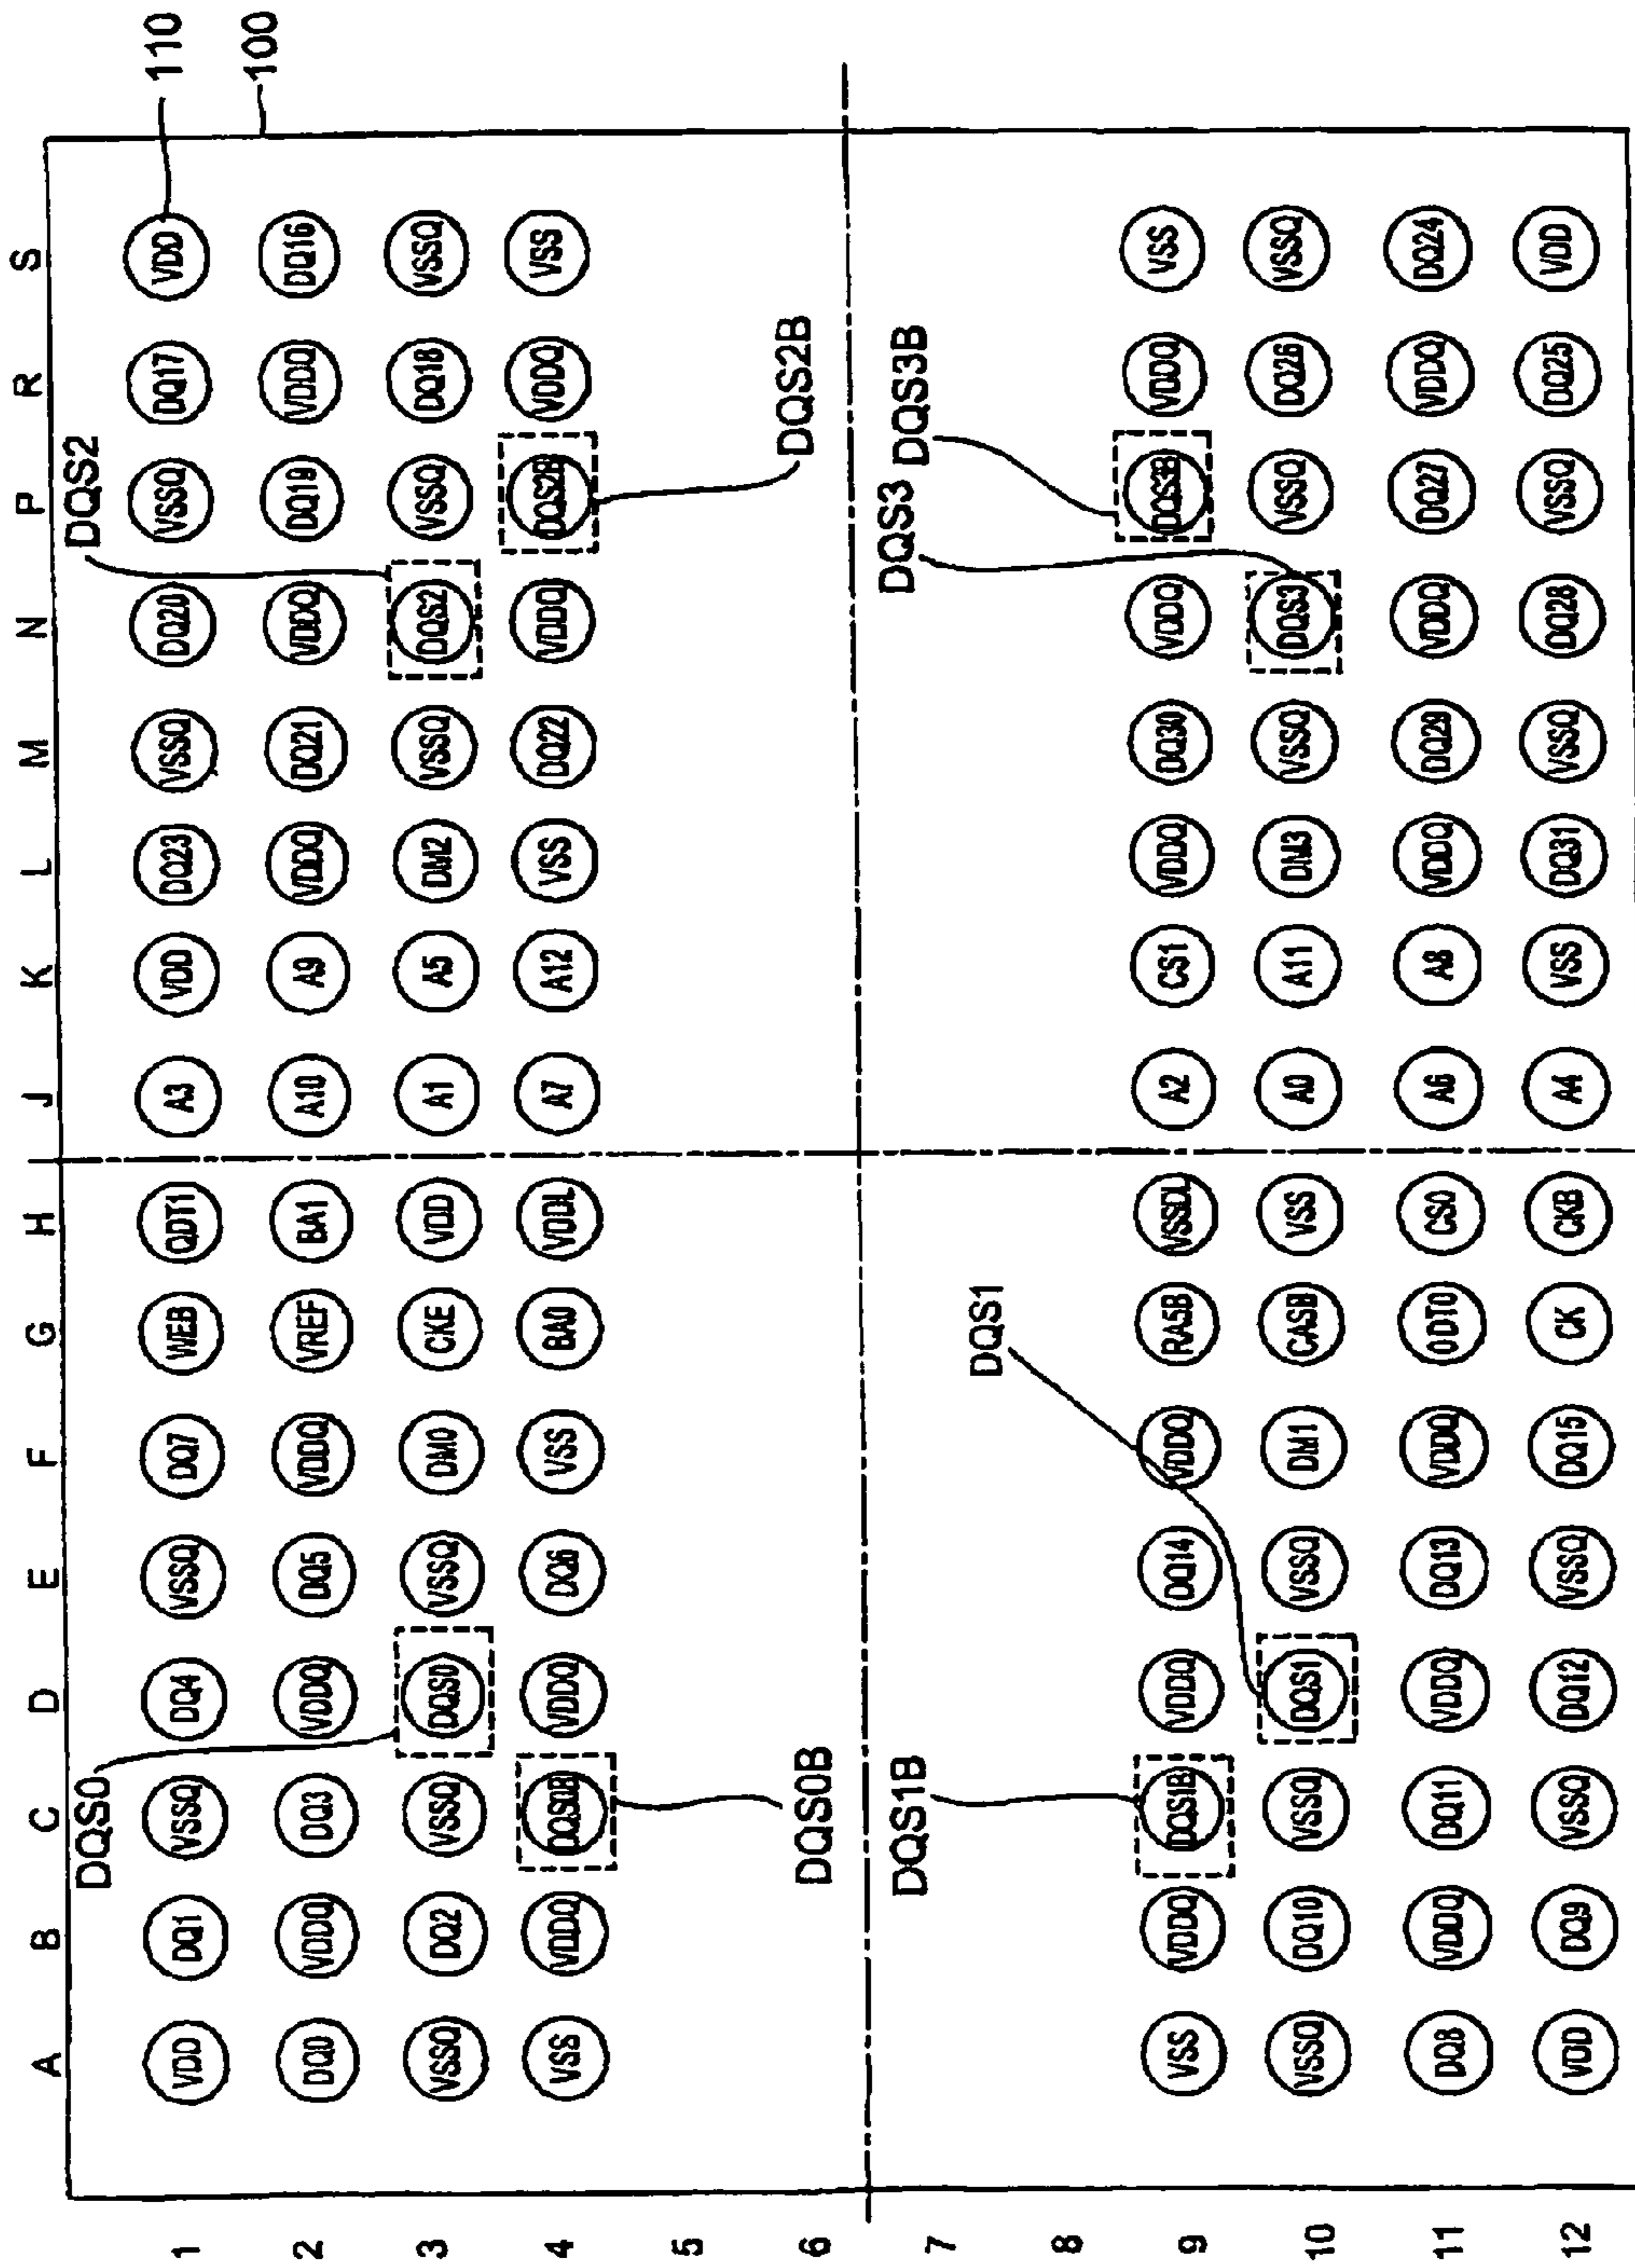 A B C D E F G H J K L M N P R S
110
100
DQS0 DQS2
1 VDD DQ1 VSSQ DQ4 VSSQ DQ7 WEB QDT1 A3 VDD DQ23 VSSQ DQ20 VSSQ DQ17 VDD
2 DQ0 VDDQ DQ3 VDDQ DQ5 VDDQ VREF BA1 A10 A9 VDDQ DQ21 VDDQ DQ19 VDDQ DQ16
3 VSSQ DQ2 VSSQ DQS0 VSSQ DM0 CKE VDD A1 A5 DM2 VSSQ DQS2 VSSQ DQ18 VSSQ
4 VSS VDDQ DQS0B VDDQ DQ6 VSS BA0 VDDL A7 A12 VSS DQ22 VDDQ DQS2B VDDQ VSS
5
6 DQS0B DQS2B
7 DQS1B DQS1 DQS3 DQS3B
8
9 VSS VDDQ DQS1B VDDQ DQ14 VDDQ RA5B VSSDL A2 CS1 VDDQ DQ30 VDDQ DQS3B VDDQ VSS
10 VSSQ DQ10 VSSQ DQS1 VSSQ DM1 CASB VSS A0 A11 DM3 VSSQ DQS3 VSSQ DQ26 VSSQ
11 DQ8 VDDQ DQ11 VDDQ DQ13 VDDQ ODT0 CS0 A6 A8 VDDQ DQ29 VDDQ DQ27 VDDQ DQ24
12 VDD DQ9 VSSQ DQ12 VSSQ DQ15 CK CKB A4 VSS DQ31 VSSQ DQ28 VSSQ DQ25 VDD